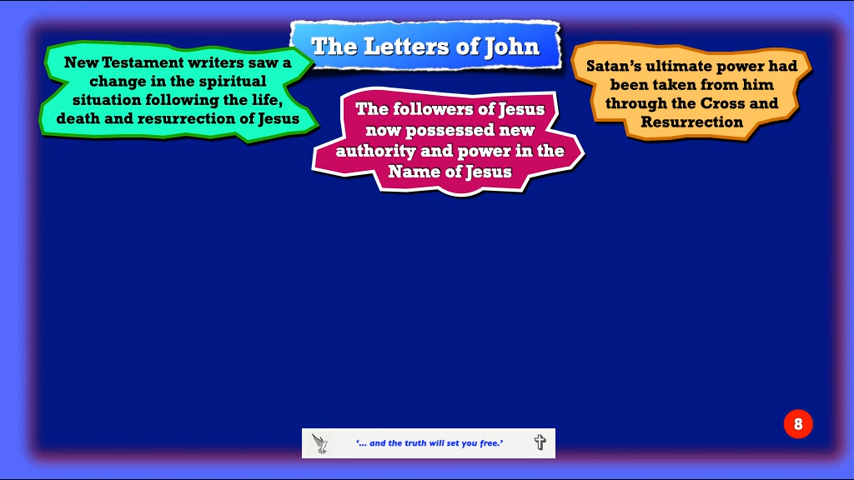 The Letters of John
New Testament writers saw a
change in the spiritual
situation following the life,
death and resurrection of Jesus
The followers of Jesus
now possessed new
authority and power in the
Name of Jesus
Satan's ultimate power had
been taken from him
through the Cross and
Resurrection
8
'... and the truth will set you free.'